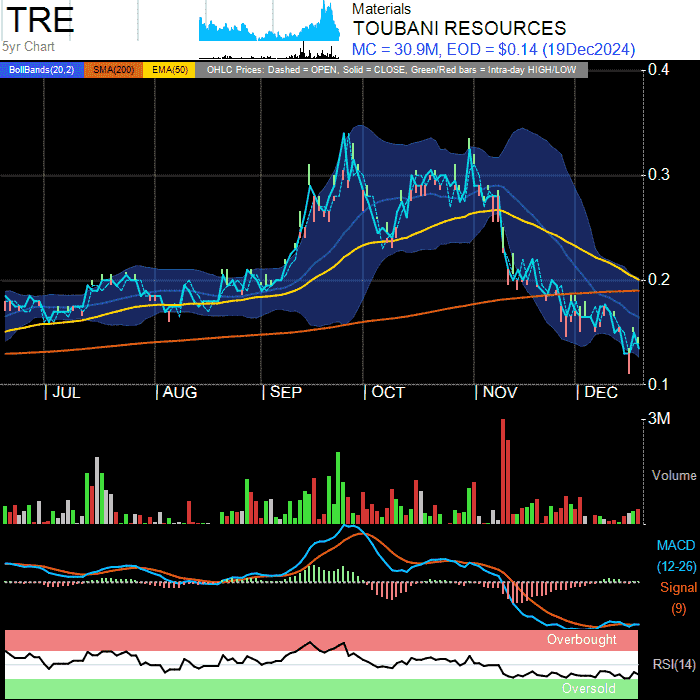 TRE
5yr Chart
Materials
TOUBANI RESOURCES
MC = 30.9M, EOD = $0.14 (19Dec2024)
BollBands(20,2) SMA(200) EMA(50) OHLC Prices: Dashed = OPEN, Solid = CLOSE, Green/Red bars = Intra-day HIGH/LOW
0.4
0.3
0.2
0.1
| JUL | AUG | SEP | OCT | NOV | DEC
3M
Volume
MACD
(12-26)
Signal
(9)
Overbought
RSI(14)
Oversold